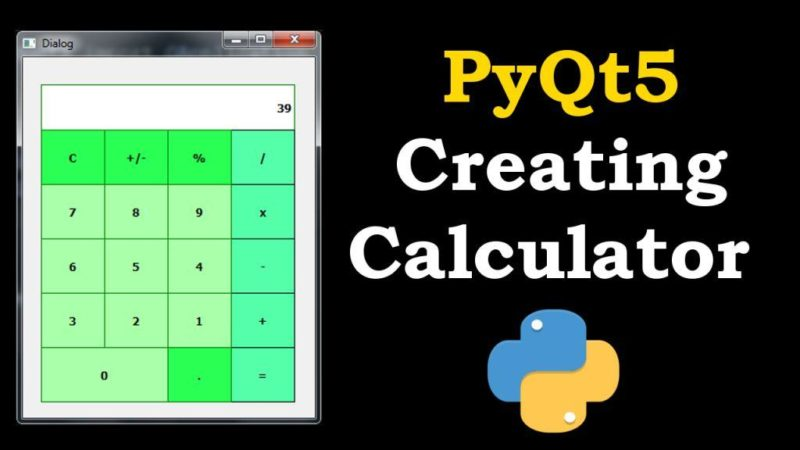 Dialog
39
C +/- % /
7 8 9 x
6 5 4 -
3 2 1 +
0 . =
PyQt5
Creating
Calculator